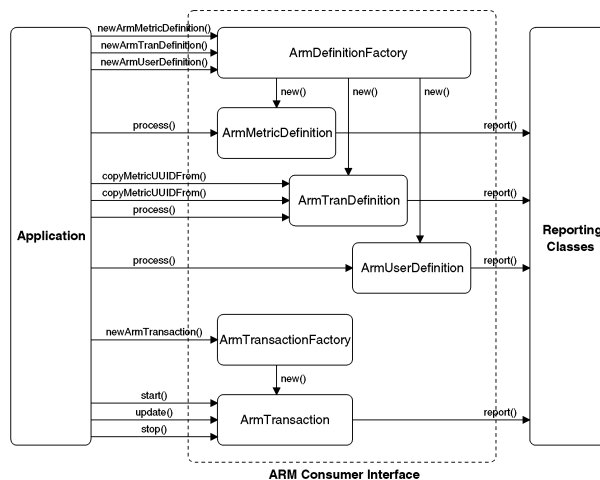 newArmMetricDefinition()
newArmTranDefinition()
newArmUserDefinition()
ArmDefinitionFactory
new()
new()
new()
process()
ArmMetricDefinition
report()
copyMetricUUIDFrom()
copyMetricUUIDFrom()
process()
ArmTranDefinition
report()
Application
Reporting
Classes
process()
ArmUserDefinition
report()
newArmTransaction()
ArmTransactionFactory
new()
start()
update()
stop()
ArmTransaction
report()
ARM Consumer Interface